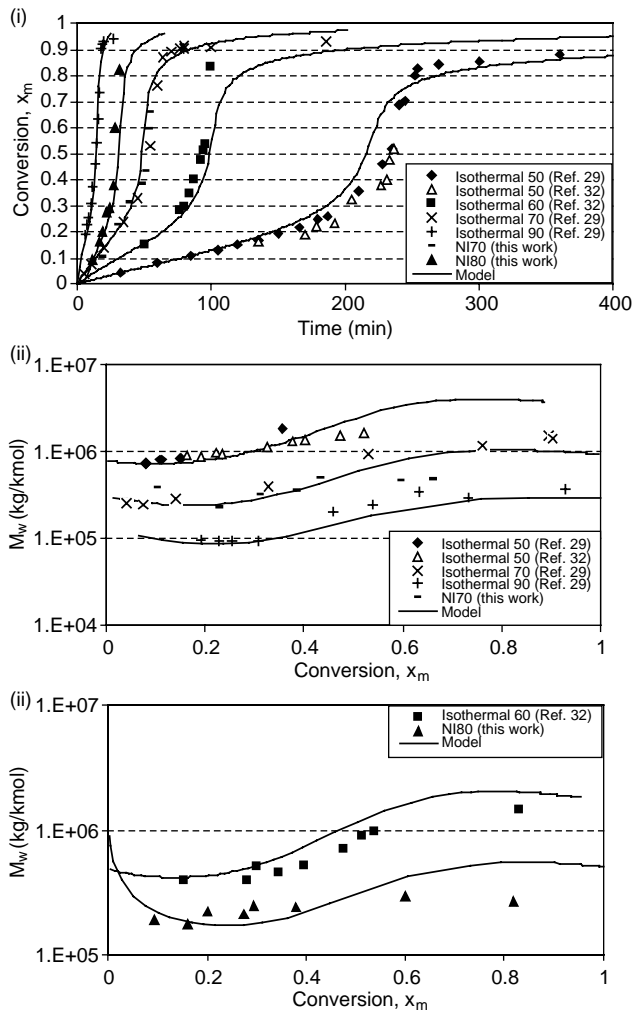 (i)
1
0.9
0.8
0.7
0.6
0.5
0.4
0.3
0.2
0.1
0
Conversion, xm
Isothermal 50 (Ref. 29)
Isothermal 50 (Ref. 32)
Isothermal 60 (Ref. 32)
Isothermal 70 (Ref. 29)
Isothermal 90 (Ref. 29)
NI70 (this work)
NI80 (this work)
Model
0 100 200 300 400
Time (min)
(ii)
1.E+07
1.E+06
1.E+05
1.E+04
Mw (kg/kmol)
Isothermal 50 (Ref. 29)
Isothermal 50 (Ref. 32)
Isothermal 70 (Ref. 29)
Isothermal 90 (Ref. 29)
NI70 (this work)
Model
0 0.2 0.4 0.6 0.8 1
Conversion, xm
(ii)
1.E+07
1.E+06
1.E+05
Mw (kg/kmol)
Isothermal 60 (Ref. 32)
NI80 (this work)
Model
0 0.2 0.4 0.6 0.8 1
Conversion, xm